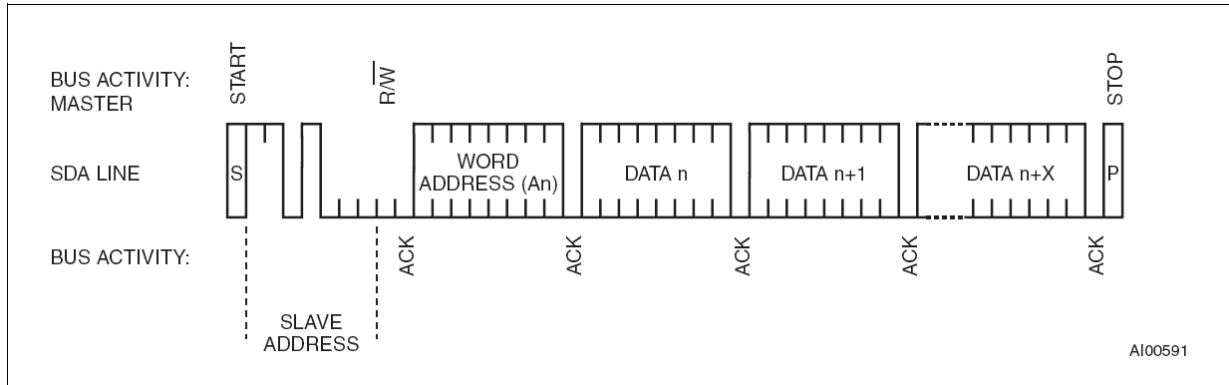 BUS ACTIVITY:
MASTER
START
R/W
STOP
SDA LINE
S
WORD
ADDRESS (An)
DATA n
DATA n+1
DATA n+X
P
BUS ACTIVITY:
ACK
ACK
ACK
ACK
ACK
SLAVE
ADDRESS
AI00591